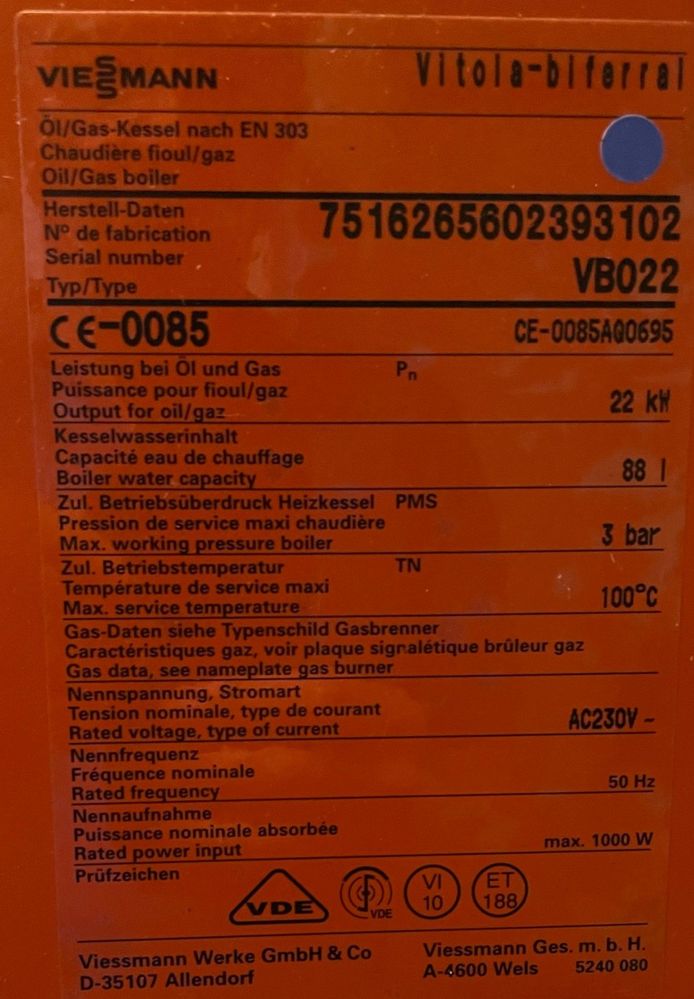 VIESSMANN Vitola-biferral
Öl/Gas-Kessel nach EN 303
Chaudière fioul/gaz
Oil/Gas boiler
Herstell-Daten
N° de fabrication 7516265602393102
Serial number
Typ/Type VB022
CE-0085 CE-0085AQ0695
Leistung bei Öl und Gas Pn
Puissance pour fioul/gaz
Output for oil/gaz 22 kW
Kesselwasserinhalt
Capacité eau de chauffage
Boiler water capacity 88 l
Zul. Betriebsüberdruck Heizkessel PMS
Pression de service maxi chaudière
Max. working pressure boiler 3 bar
Zul. Betriebstemperatur TN
Température de service maxi
Max. service temperature 100°C
Gas-Daten siehe Typenschild Gasbrenner
Caractéristiques gaz, voir plaque signalétique brûleur gaz
Gas data, see nameplate gas burner
Nennspannung, Stromart
Tension nominale, type de courant
Rated voltage, type of current AC230V~
Nennfrequenz
Fréquence nominale
Rated frequency 50 Hz
Nennaufnahme
Puissance nominale absorbée
Rated power input max. 1000 W
Prüfzeichen
VDE
VDE
VI
10
ET
188
Viessmann Werke GmbH & Co
D-35107 Allendorf
Viessmann Ges. m. b. H.
A-4600 Wels 5240 080